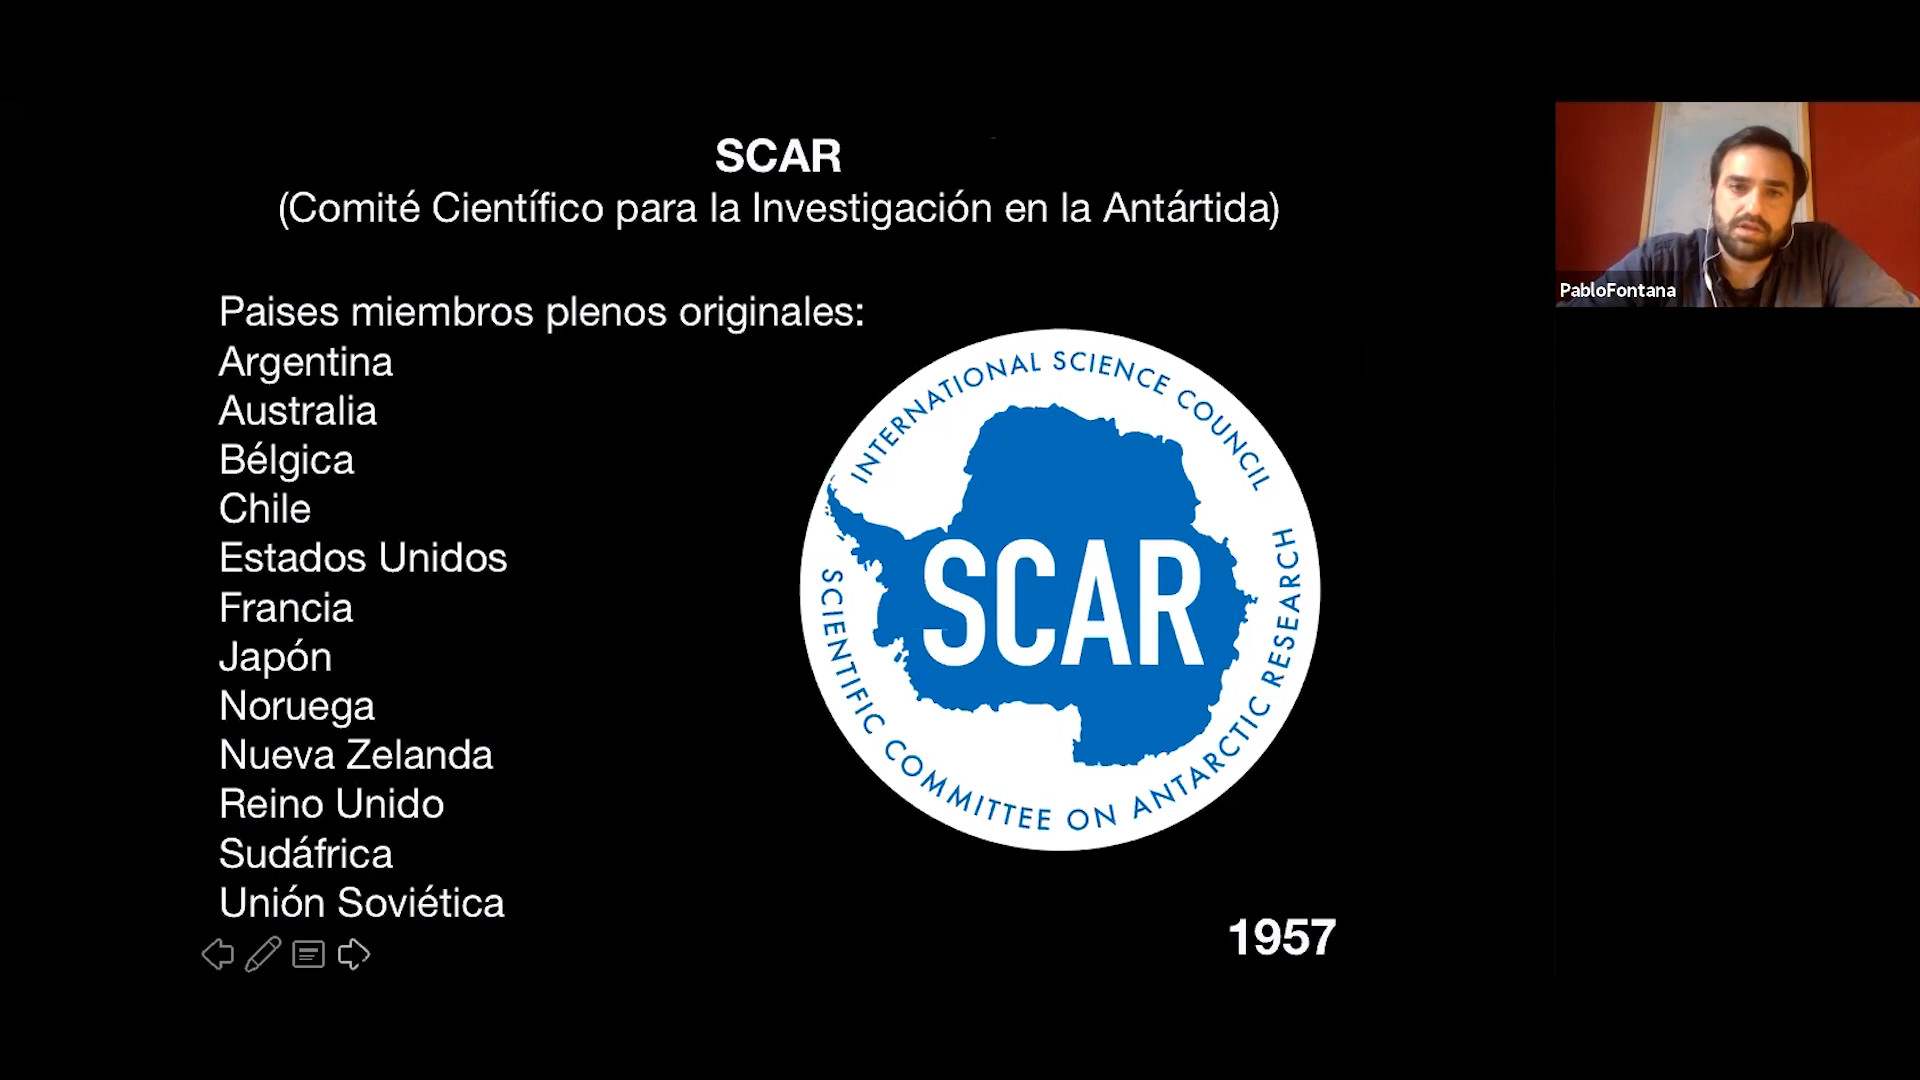 SCAR
(Comité Científico para la Investigación en la Antártida)
Paises miembros plenos originales:
Argentina
Australia
Bélgica
Chile
Estados Unidos
Francia
Japón
Noruega
Nueva Zelanda
Reino Unido
Sudáfrica
Unión Soviética
INTERNATIONAL SCIENCE COUNCIL
SCAR
SCIENTIFIC COMMITTEE ON ANTARCTIC RESEARCH
1957
PabloFontana